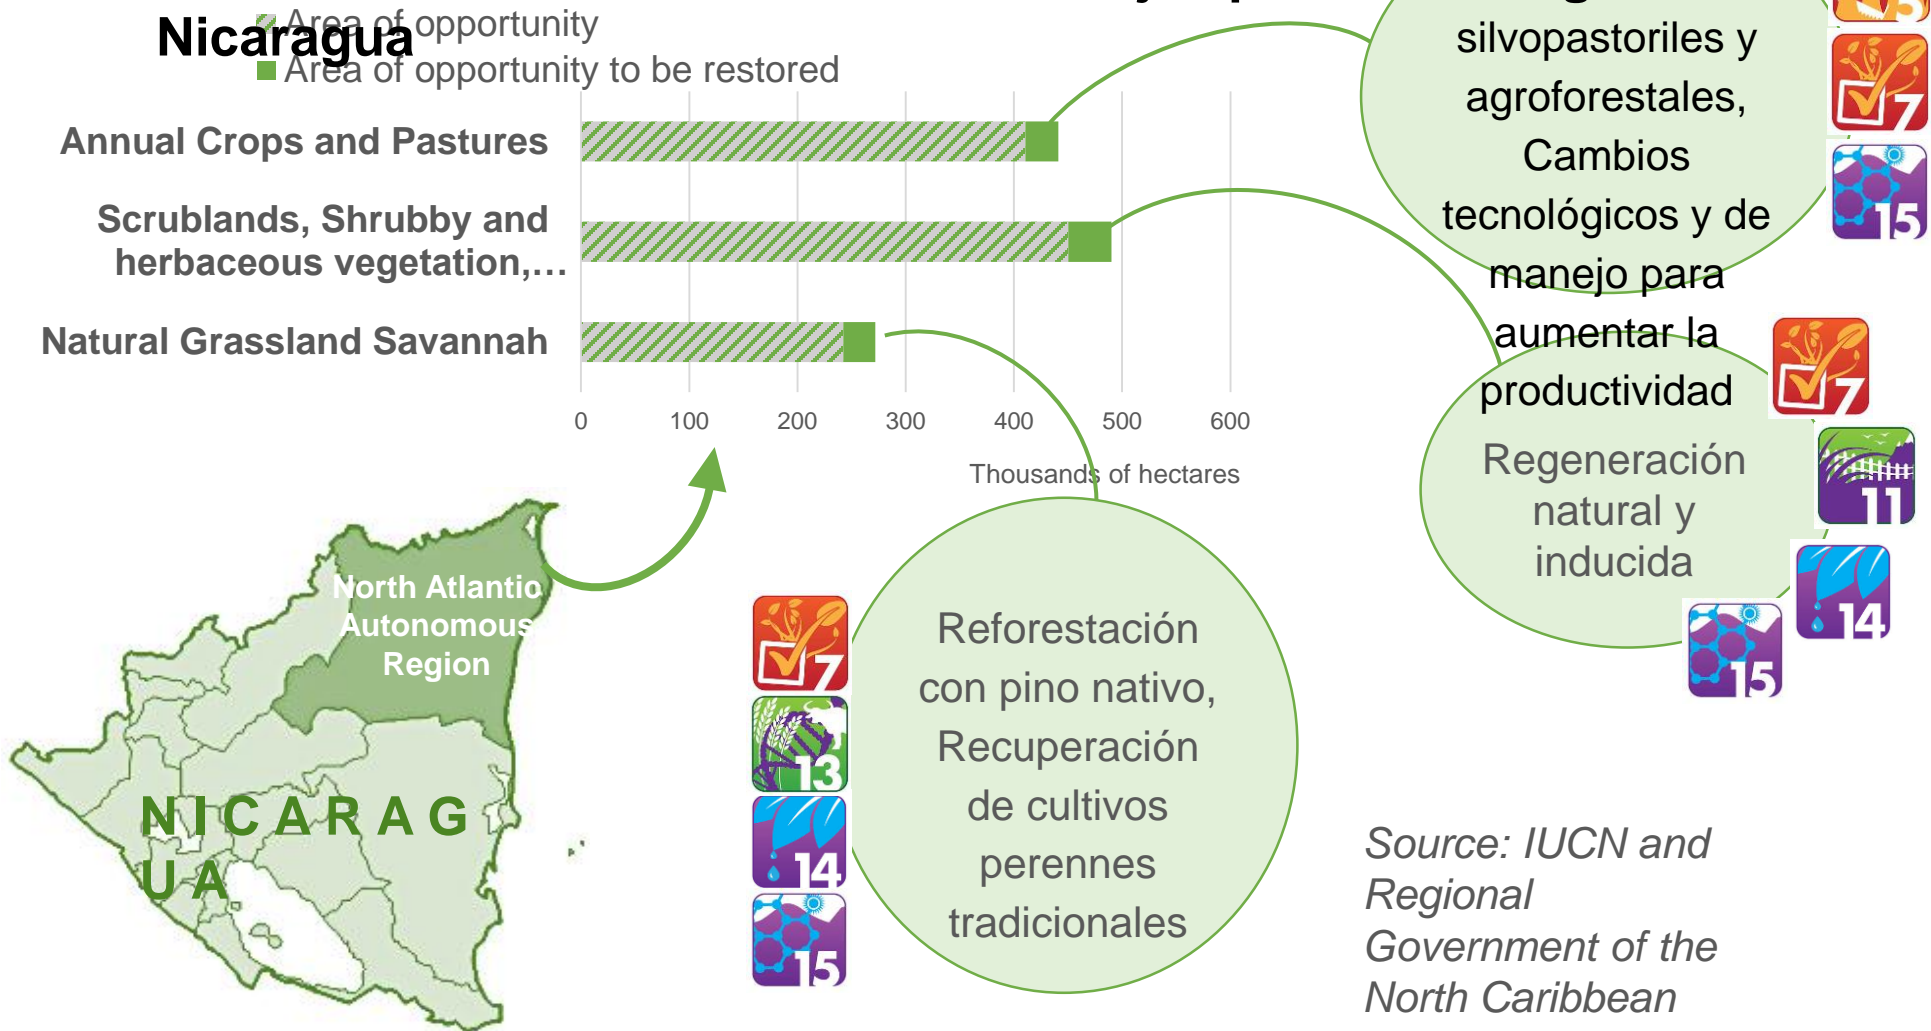 Nicaragua
Area of opportunity
Area of opportunity to be restored
Annual Crops and Pastures
Scrublands, Shrubby and
herbaceous vegetation,…
Natural Grassland Savannah
0 100 200 300 400 500 600
Thousands of hectares
silvopastoriles y
agroforestales,
Cambios
tecnológicos y de
manejo para
aumentar la
productividad
7
15
Regeneración
natural y
inducida
7
11
14
15
Reforestación
con pino nativo,
Recuperación
de cultivos
perennes
tradicionales
7
13
14
15
North Atlantic
Autonomous
Region
NICARAG
UA
Source: IUCN and
Regional
Government of the
North Caribbean